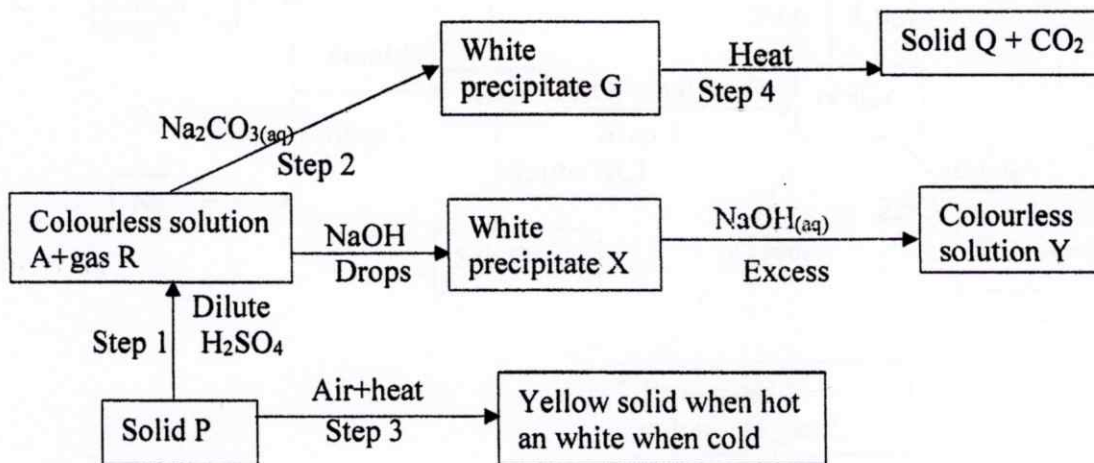 White
precipitate G
Heat
Step 4
Solid Q + CO₂
Na₂CO₃(aq)
Step 2
Colourless solution
A+gas R
NaOH
Drops
White
precipitate X
NaOH(aq)
Excess
Colourless
solution Y
Step 1
Dilute
H₂SO₄
Solid P
Air+heat
Step 3
Yellow solid when hot
an white when cold